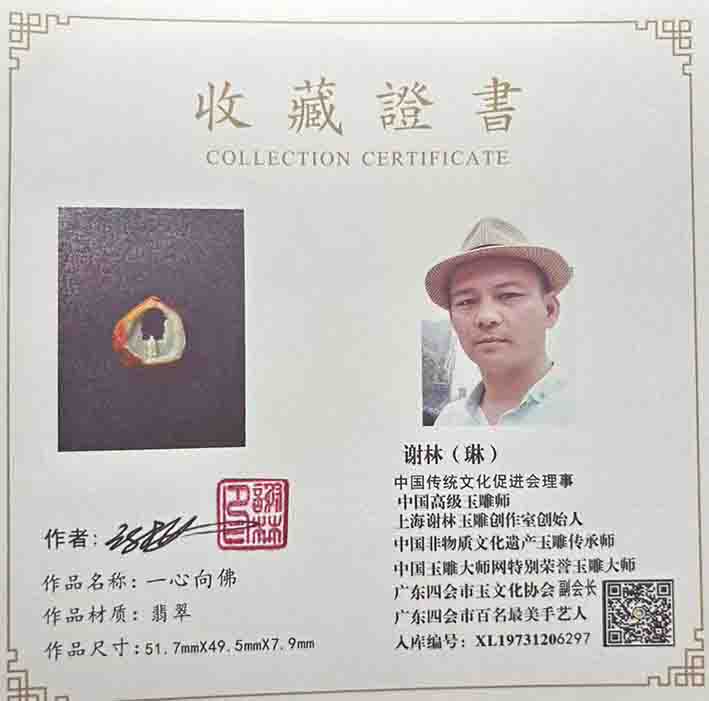 收藏證書
COLLECTION CERTIFICATE
作者:
謝林
作品名称: 一心向佛
作品材质: 翡翠
作品尺寸: 51.7mmX49.5mmX7.9mm
谢林（琳）
中国传统文化促进会理事
中国高级玉雕师
上海谢林玉雕创作室创始人
中国非物质文化遗产玉雕传承师
中国玉雕大师网特别荣誉玉雕大师
广东四会市玉文化协会副会长
广东四会市百名最美手艺人
入库编号: XL19731206297